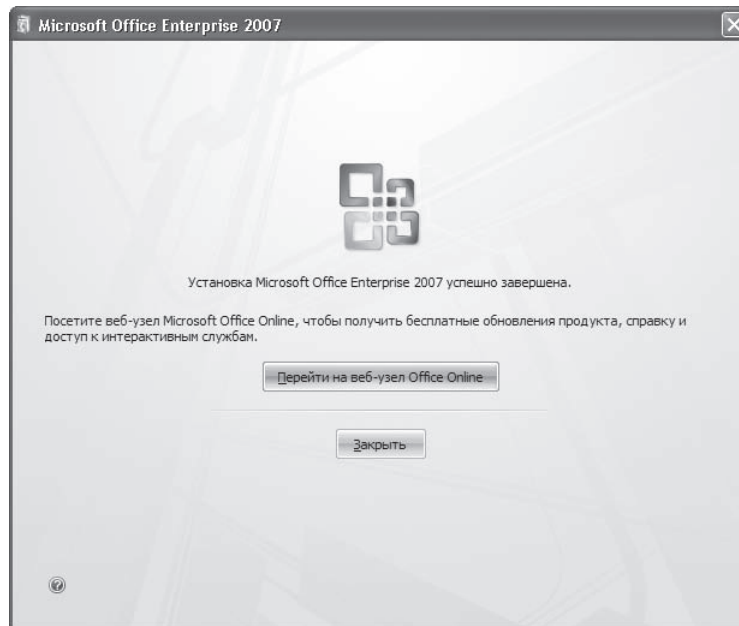 Microsoft Office Enterprise 2007
Установка Microsoft Office Enterprise 2007 успешно завершена.
Посетите веб-узел Microsoft Office Online, чтобы получить бесплатные обновления продукта, справку и
доступ к интерактивным службам.
Перейти на веб-узел Office Online
Закрыть